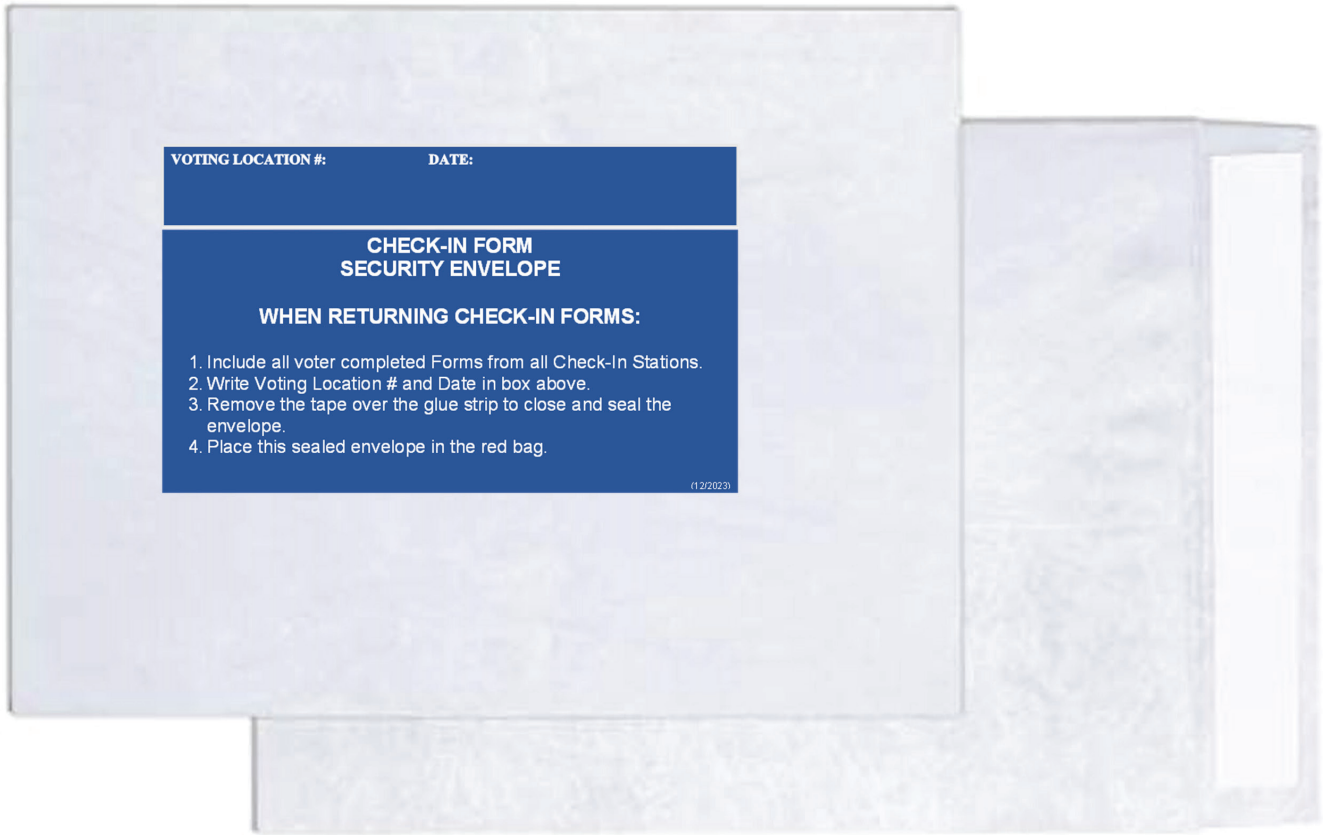 VOTING LOCATION #: DATE:
CHECK-IN FORM
SECURITY ENVELOPE
WHEN RETURNING CHECK-IN FORMS:
1. Include all voter completed Forms from all Check-In Stations.
2. Write Voting Location # and Date in box above.
3. Remove the tape over the glue strip to close and seal the
envelope.
4. Place this sealed envelope in the red bag.
(12/2023)